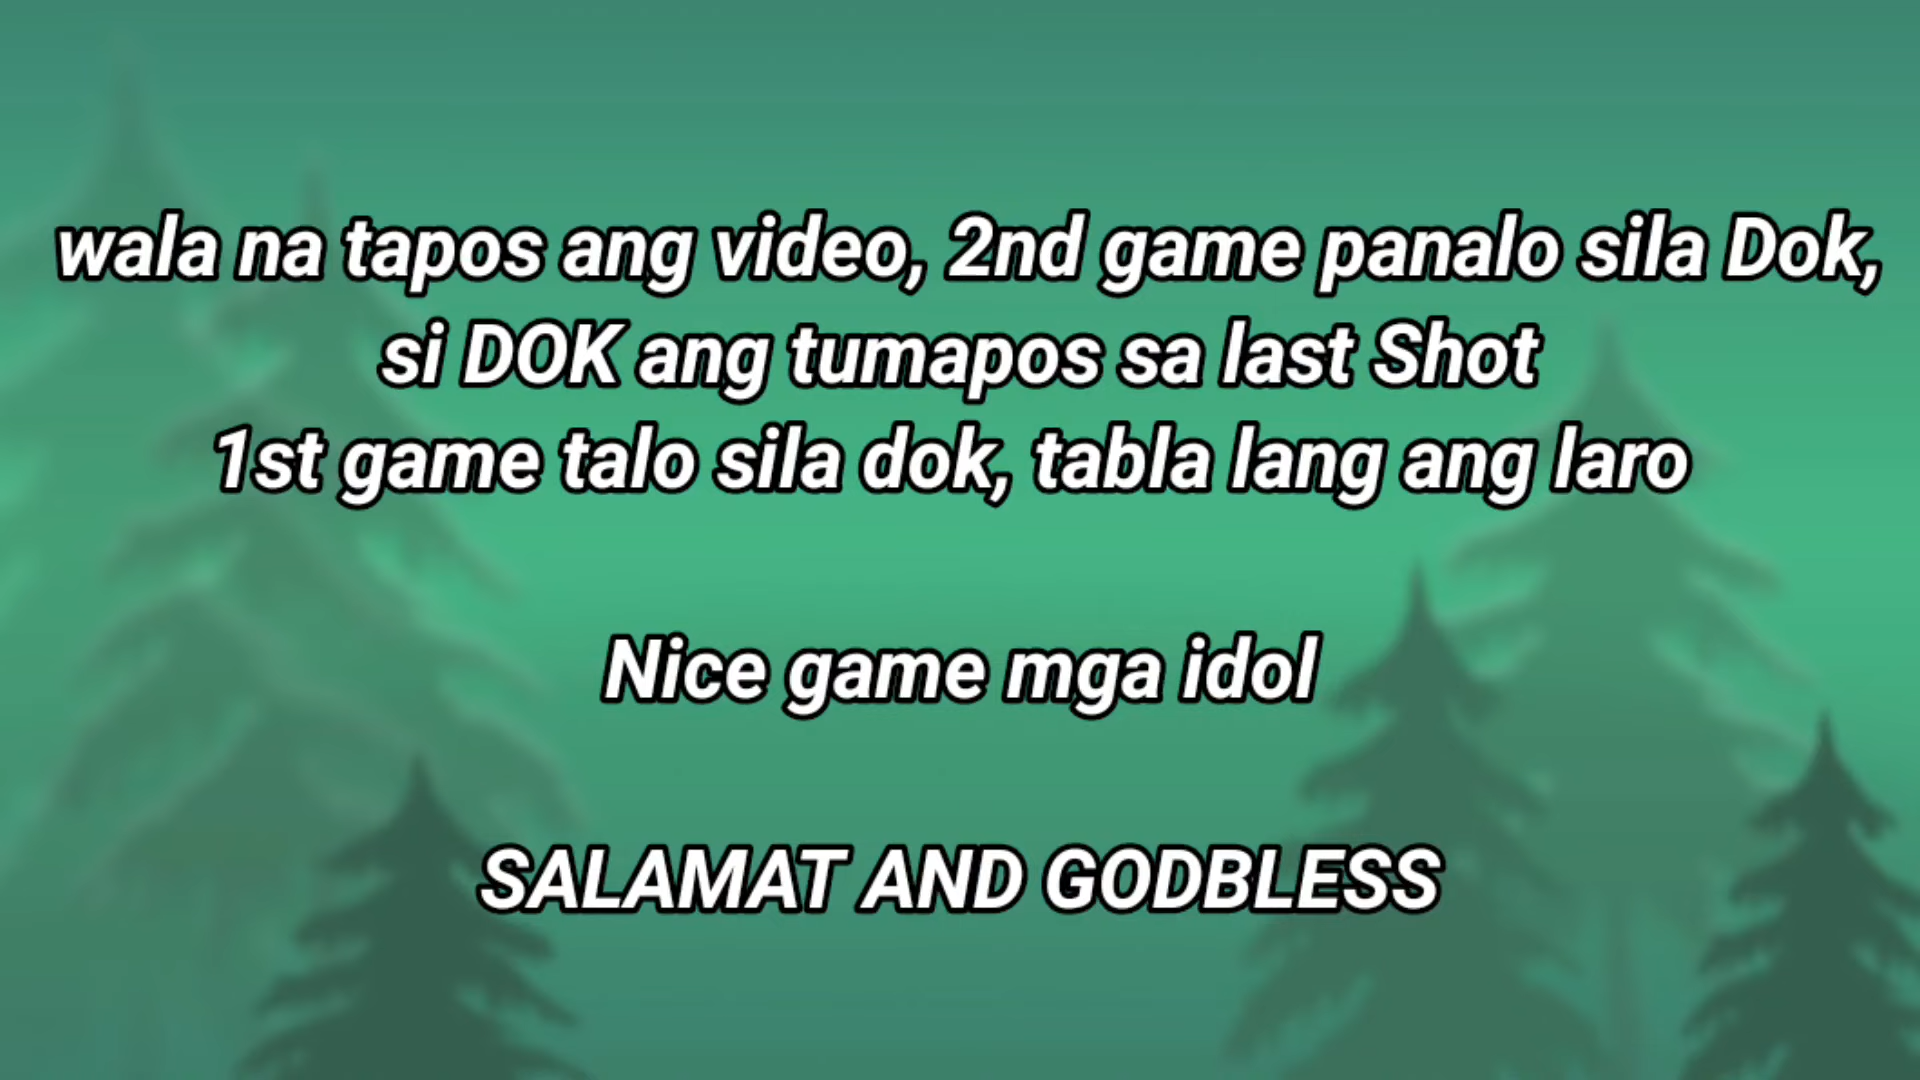 wala na tapos ang video, 2nd game panalo sila Dok,
si DOK ang tumapos sa last Shot
1st game talo sila dok, tabla lang ang laro
Nice game mga idol
SALAMAT AND GODBLESS